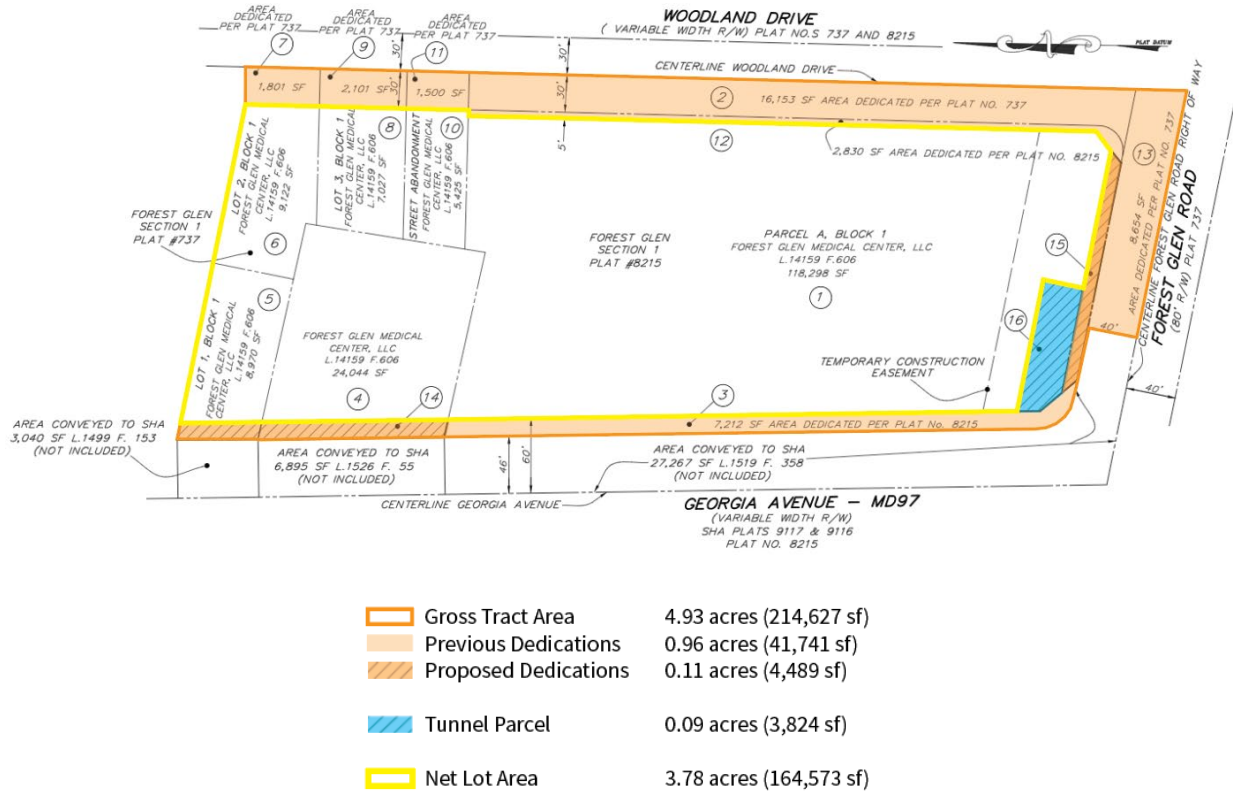 AREA
DEDICATED
PER PLAT 737
AREA
DEDICATED
PER PLAT 737
AREA
DEDICATED
PER PLAT 737
WOODLAND DRIVE
( VARIABLE WIDTH R/W) PLAT NO.S 737 AND 8215
PLAT DATUM
7
9
11
30'
30'
CENTERLINE WOODLAND DRIVE
1,801 SF
2,101 SF
30'
1,500 SF
30'
2
16,153 SF AREA DEDICATED PER PLAT NO. 737
8
10
12
5'
2,830 SF AREA DEDICATED PER PLAT NO. 8215
13
8,654 SF
AREA DEDICATED PER PLAT NO. 737
CENTERLINE FOREST GLEN ROAD RIGHT OF WAY
FOREST GLEN ROAD
(80' R/W) PLAT 737
LOT 2, BLOCK 1
FOREST GLEN MEDICAL
CENTER, LLC
L.14159 F.606
9,122 SF
LOT 3, BLOCK 1
FOREST GLEN MEDICAL
CENTER, LLC
L.14159 F.606
7,027 SF
STREET ABANDONMENT
FOREST GLEN MEDICAL
CENTER, LLC
L.14159 F.606
5,425 SF
FOREST GLEN
SECTION 1
PLAT #737
6
FOREST GLEN
SECTION 1
PLAT #8215
PARCEL A, BLOCK 1
FOREST GLEN MEDICAL CENTER, LLC
L.14159 F.606
118,298 SF
1
15
5
LOT 1, BLOCK 1
FOREST GLEN MEDICAL
CENTER, LLC
L.14159 F.606
8,970 SF
FOREST GLEN MEDICAL
CENTER, LLC
L.14159 F.606
24,044 SF
16
40'
TEMPORARY CONSTRUCTION
EASEMENT
40'
4
14
3
7,212 SF AREA DEDICATED PER PLAT No. 8215
AREA CONVEYED TO SHA
3,040 SF L.1499 F. 153
(NOT INCLUDED)
AREA CONVEYED TO SHA
6,895 SF L.1526 F. 55
(NOT INCLUDED)
46'
60'
AREA CONVEYED TO SHA
27,267 SF L.1519 F. 358
(NOT INCLUDED)
CENTERLINE GEORGIA AVENUE
GEORGIA AVENUE – MD97
(VARIABLE WIDTH R/W)
SHA PLATS 9117 & 9116
PLAT NO. 8215
Gross Tract Area 4.93 acres (214,627 sf)
Previous Dedications 0.96 acres (41,741 sf)
Proposed Dedications 0.11 acres (4,489 sf)
Tunnel Parcel 0.09 acres (3,824 sf)
Net Lot Area 3.78 acres (164,573 sf)